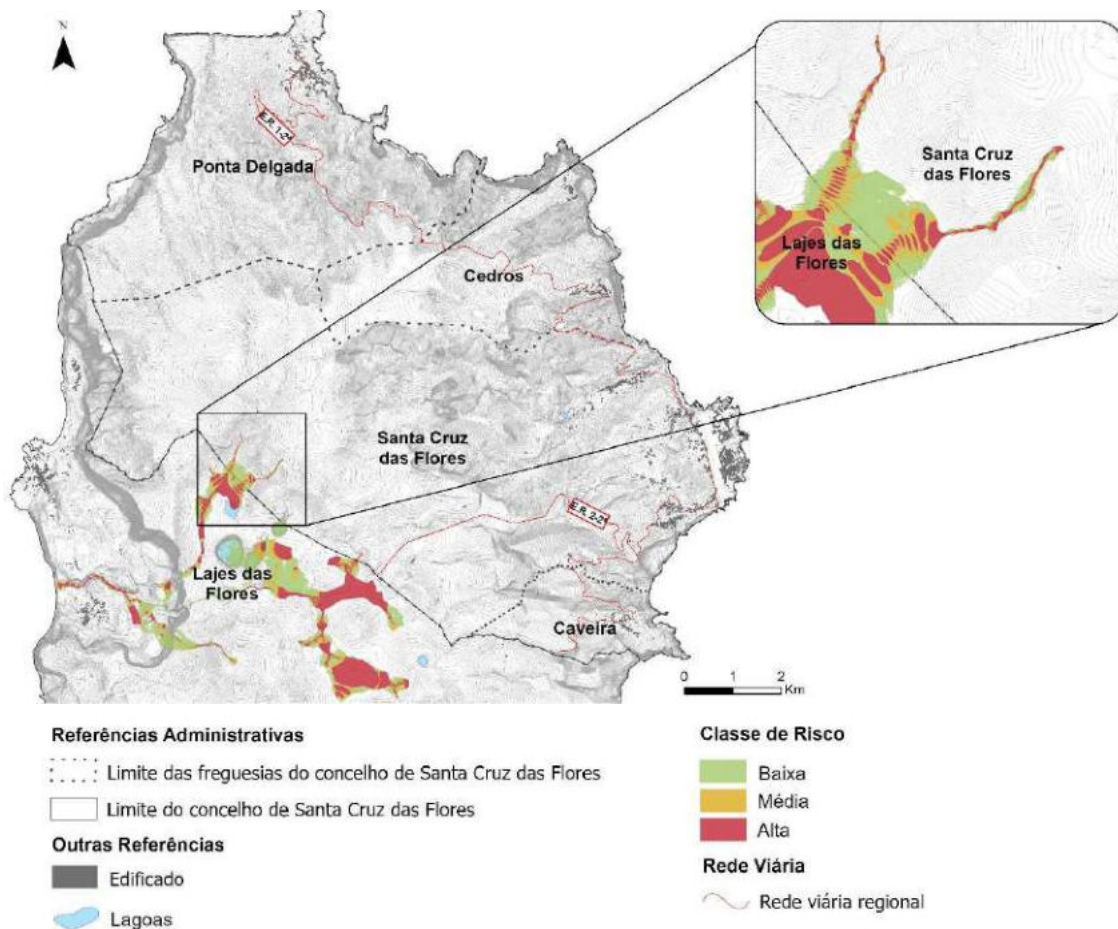 N
E.R. 1-2ª
Ponta Delgada
Cedros
Santa Cruz
das Flores
E.R. 2-2ª
Lajes das
Flores
Caveira
Santa Cruz
das Flores
Lajes das
Flores
0 1 2
Km
Referências Administrativas
Limite das freguesias do concelho de Santa Cruz das Flores
Limite do concelho de Santa Cruz das Flores
Outras Referências
Edificado
Lagoas
Classe de Risco
Baixa
Média
Alta
Rede Viária
Rede viária regional